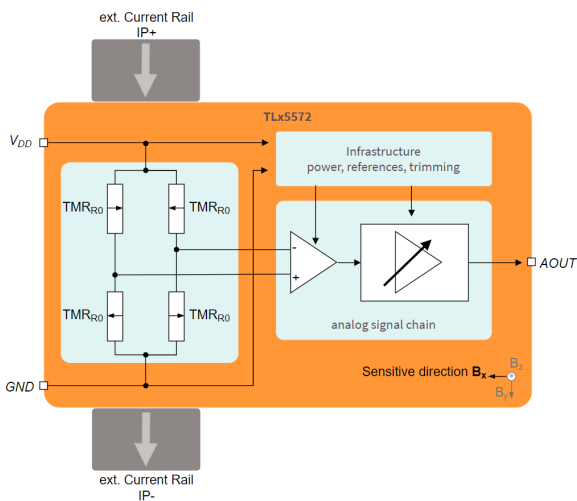 ext. Current Rail
IP+
TLx5572
VDD
Infrastructure
power, references, trimming
TMRR0
TMRR0
-
+
AOUT
TMRR0
TMRR0
analog signal chain
GND
Sensitive direction Bx
Bz
By
ext. Current Rail
IP-